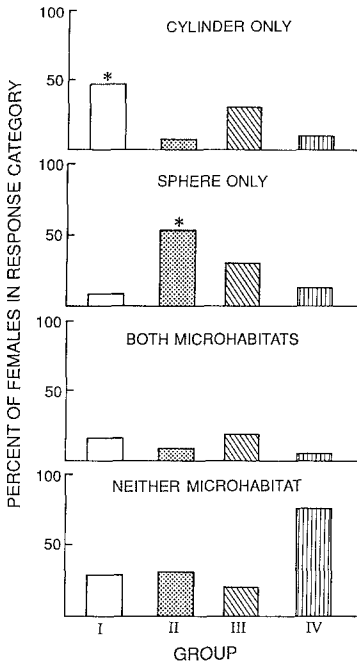 PERCENT OF FEMALES IN RESPONSE CATEGORY
CYLINDER ONLY
100
50
*
SPHERE ONLY
100
50
*
BOTH MICROHABITATS
100
50
NEITHER MICROHABITAT
100
50
I II III IV
GROUP